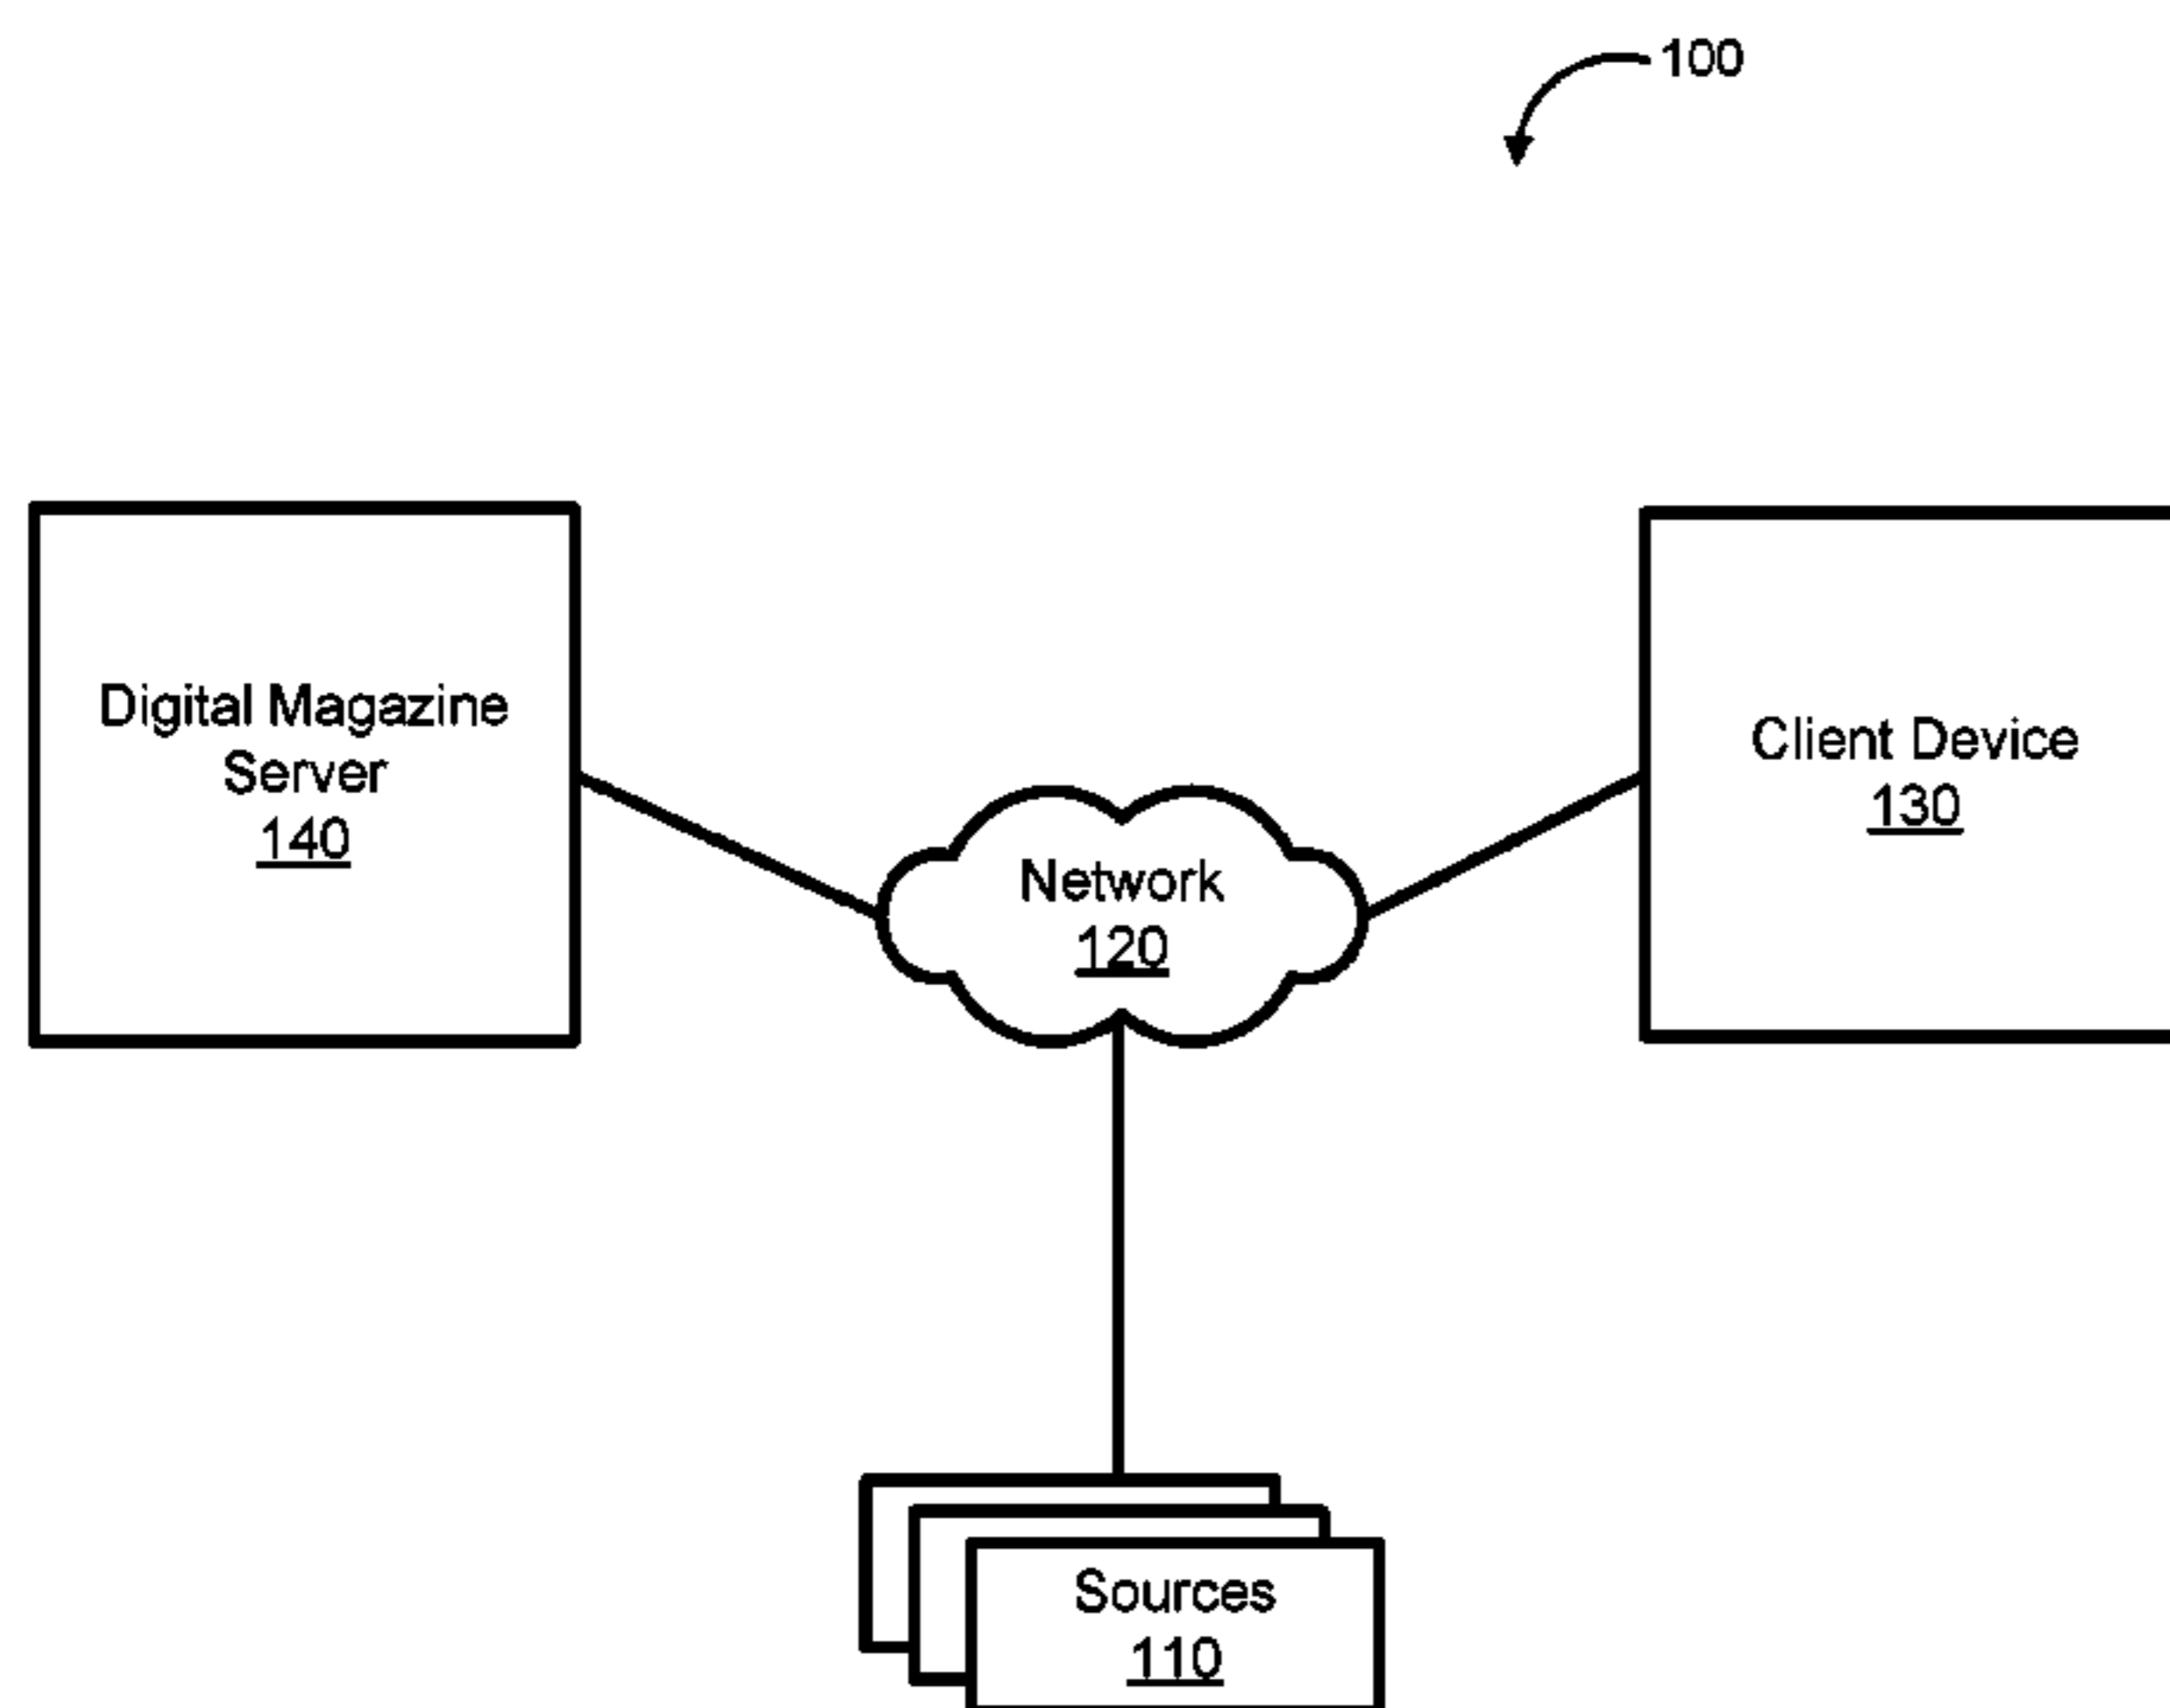 100
Digital Magazine
Server
140
Client Device
130
Network
120
Sources
110